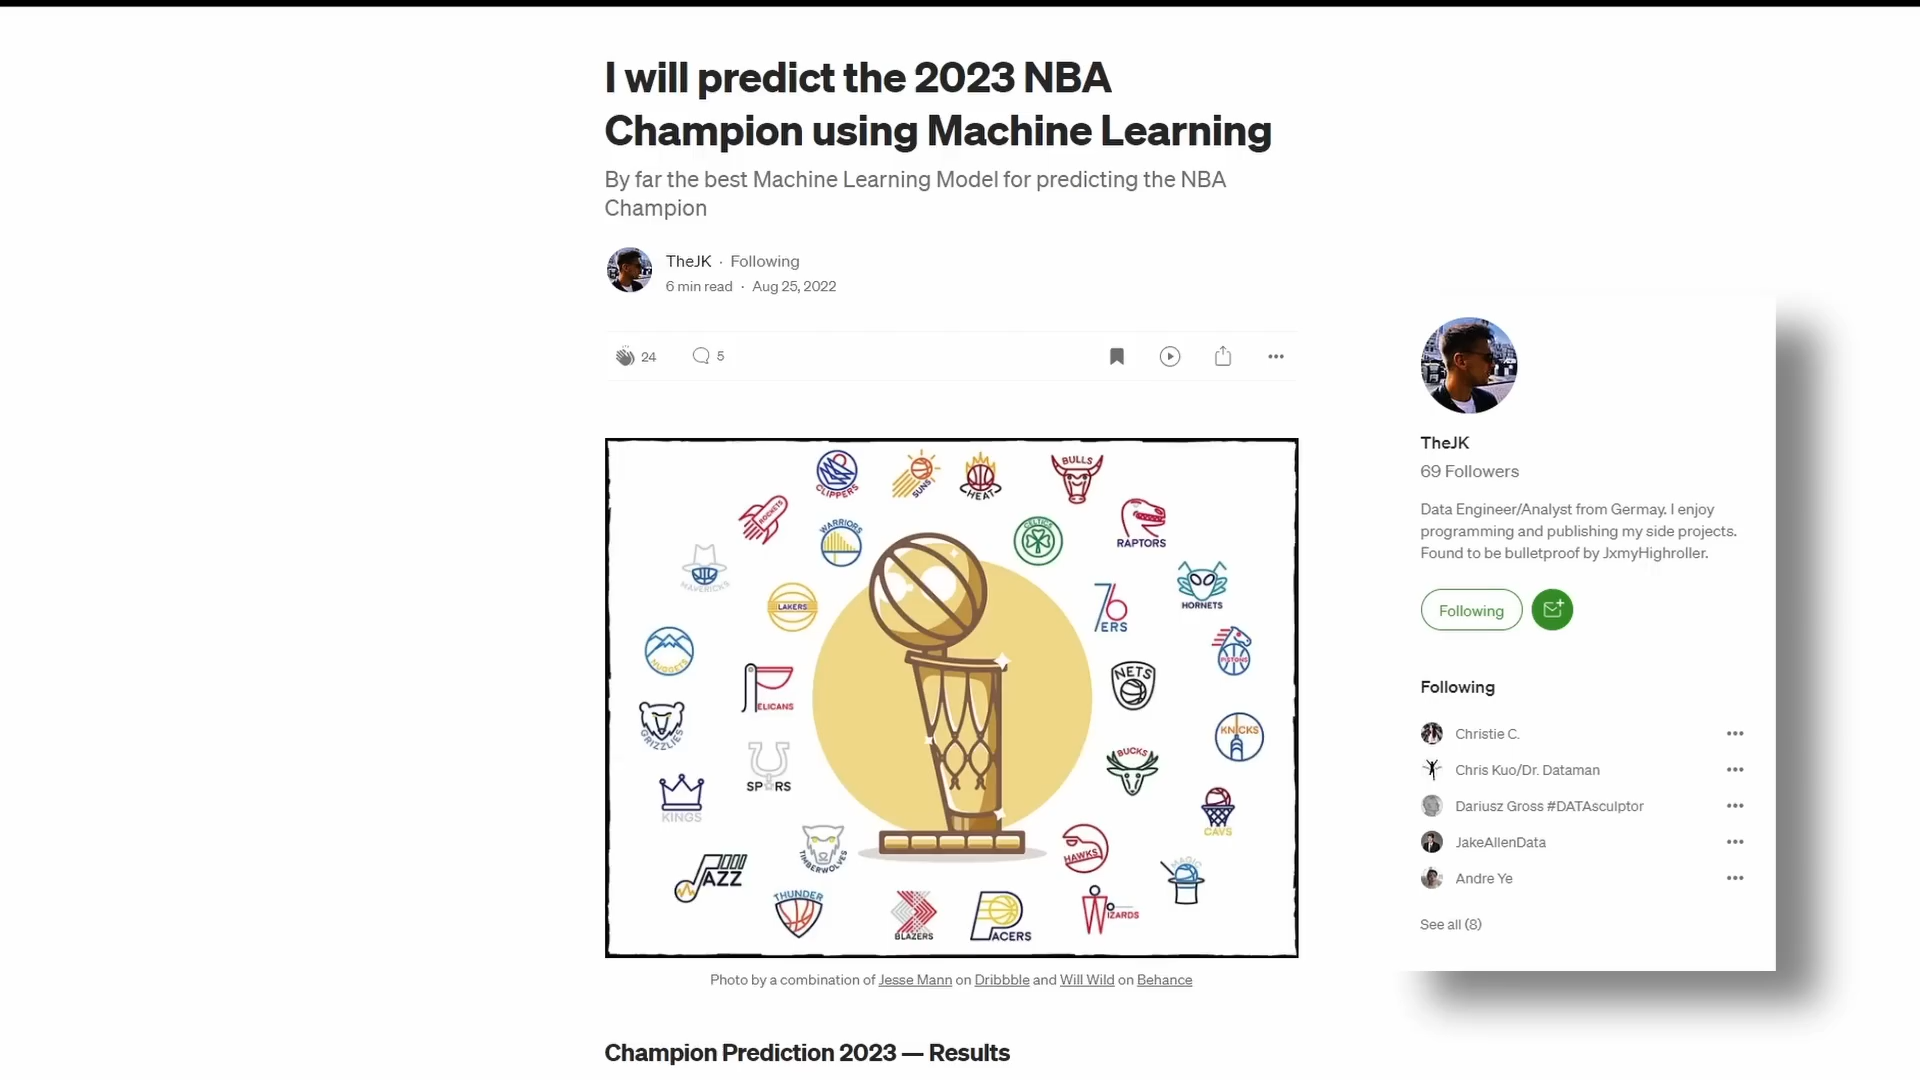 I will predict the 2023 NBA
Champion using Machine Learning
By far the best Machine Learning Model for predicting the NBA
Champion
TheJK · Following
6 min read · Aug 25, 2022
24
5
CLIPPERS
SUNS
HEAT
BULLS
ROCKETS
WARRIORS
CELTICS
RAPTORS
MAVERICKS
LAKERS
76ERS
HORNETS
NUGGETS
PELICANS
NETS
PISTONS
GRIZZLIES
SPURS
BUCKS
KNICKS
KINGS
TIMBERWOLVES
HAWKS
CAVS
JAZZ
THUNDER
BLAZERS
PACERS
WIZARDS
MAGIC
Photo by a combination of Jesse Mann on Dribbble and Will Wild on Behance
Champion Prediction 2023 — Results
TheJK
69 Followers
Data Engineer/Analyst from Germay. I enjoy
programming and publishing my side projects.
Found to be bulletproof by JxmyHighroller.
Following
Following
Christie C.
Chris Kuo/Dr. Dataman
Dariusz Gross #DATAsculptor
JakeAllenData
Andre Ye
See all (8)